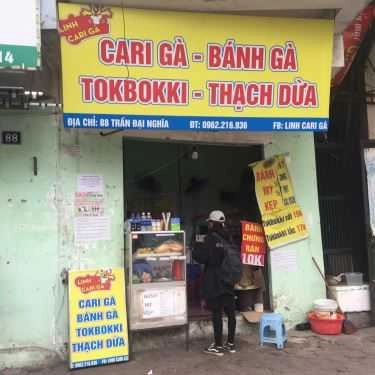 14
LINH
CARI GÀ
CARI GÀ - BÁNH GÀ
TOKBOKKI - THẠCH DỪA
ĐỊA CHỈ: 88 TRẦN ĐẠI NGHĨA ĐT: 0962.216.936 FB: LINH CARI GÀ
88
BÁNH
MỲ
KẸP
BÁNH
CHƯNG
RÁN
10K
LINH
CARI GÀ
CARI GÀ
BÁNH GÀ
TOKBOKKI
THẠCH DỪA